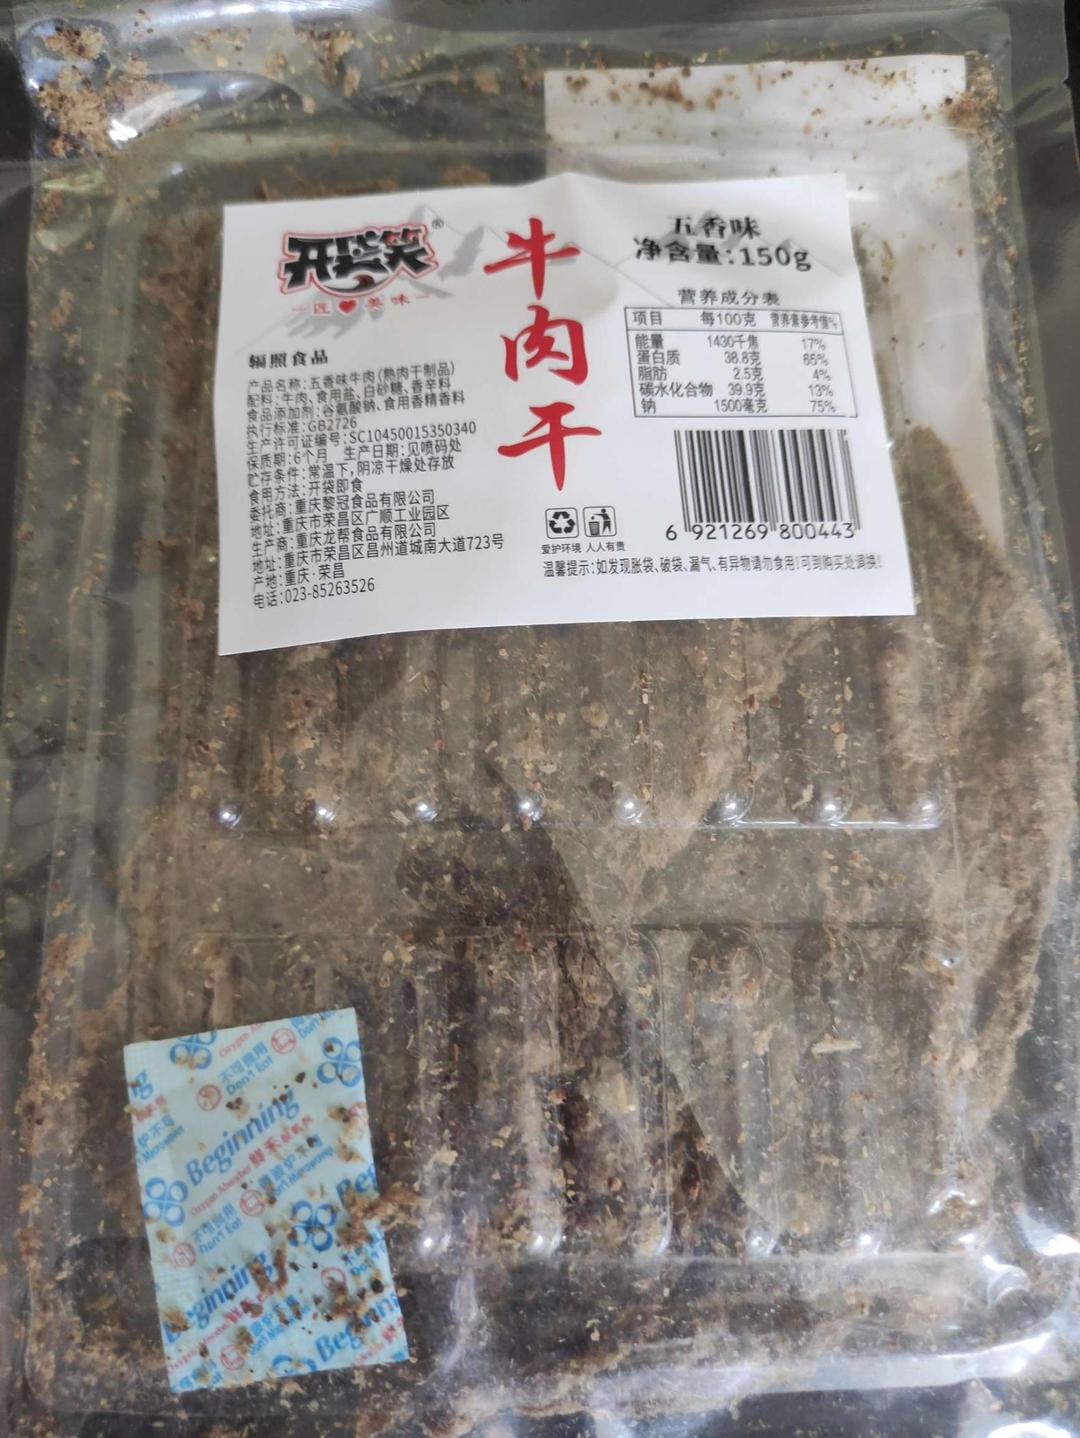 开袋笑®
一匠♥美味一
牛肉干
五香味
净含量:150g
营养成分表
项目 每100克 营养素参考值%
能量 1430千焦 17%
蛋白质 38.8克 65%
脂肪 2.5克 4%
碳水化合物 39.9克 13%
钠 1500毫克 75%
辐照食品
产品名称:五香味牛肉(熟肉干制品)
配料:牛肉、食用盐、白砂糖、香辛料
食品添加剂:谷氨酸钠、食用香精香料
执行标准:GB2726
生产许可证编号:SC10450015350340
保质期:6个月 生产日期:见喷码处
贮存条件:常温下,阴凉干燥处存放
食用方法:开袋即食
委托商:重庆黎冠食品有限公司
地址:重庆市荣昌区广顺工业园区
生产商:重庆龙帮食品有限公司
地址:重庆市荣昌区昌州道城南大道723号
产地:重庆·荣昌
电话:023-85263526
6 921269 800443
爱护环境 人人有责
温馨提示:如发现胀袋、破袋、漏气、有异物请勿食用!可到购买处调换!
不可食用
Don't Eat
Beginning
Oxygen Absorber
不可食用
Don't Eat
Beginning
Beginning